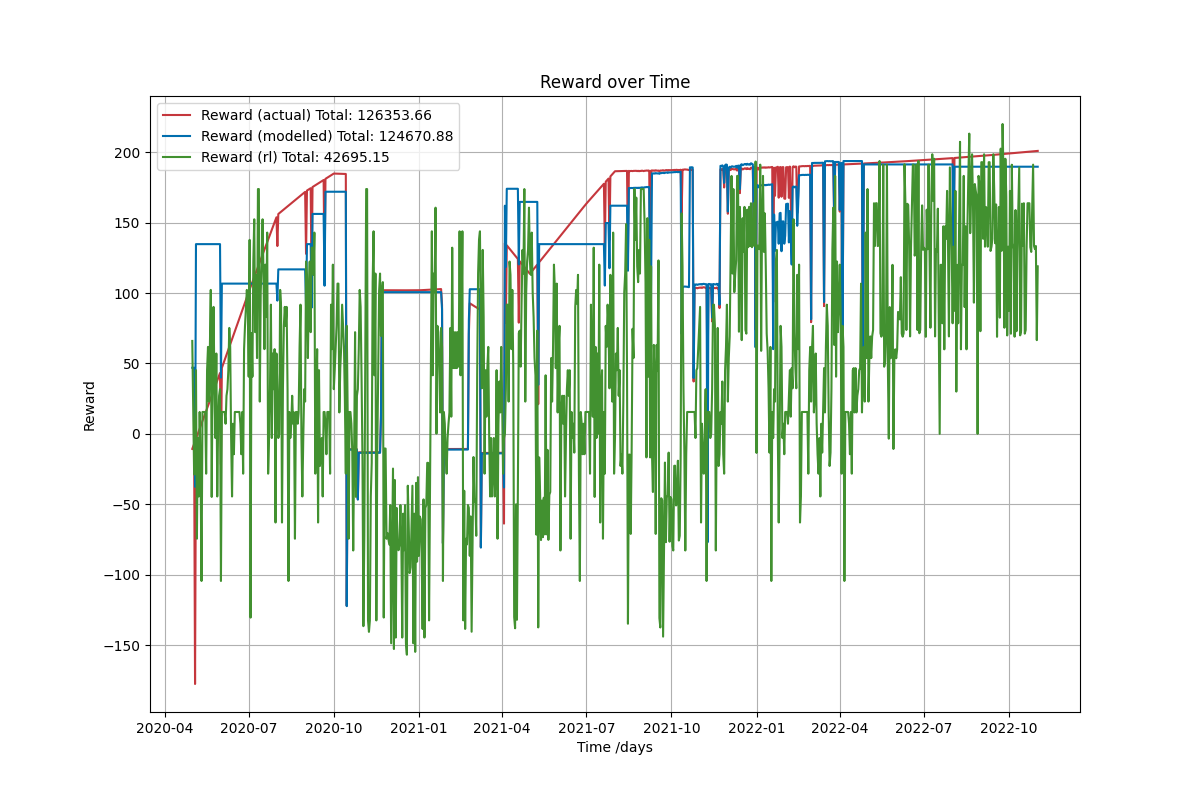 Reward over Time
Reward (actual) Total: 126353.66
Reward (modelled) Total: 124670.88
Reward (rl) Total: 42695.15
Reward
200
150
100
50
0
−50
−100
−150
2020-04 2020-07 2020-10 2021-01 2021-04 2021-07 2021-10 2022-01 2022-04 2022-07 2022-10
Time /days